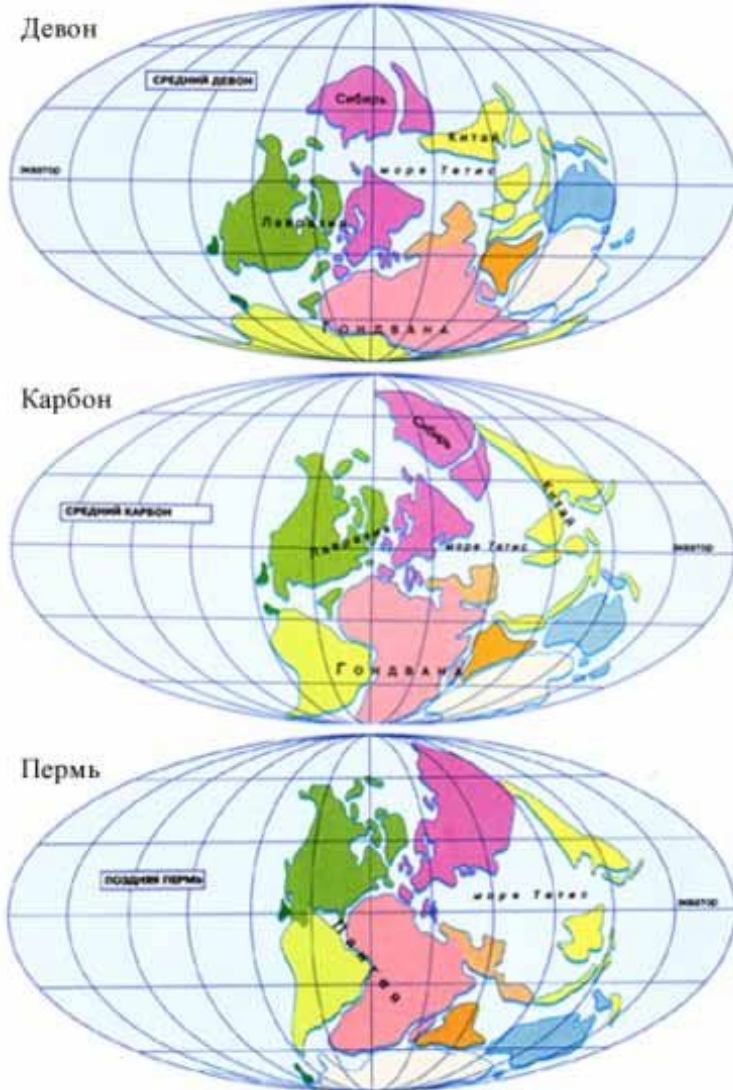 Девон
СРЕДНИЙ ДЕВОН
Сибирь
Китай
экватор
море Тетис
Лавразия
ГОНДВАНА
Карбон
Сибирь
Китай
СРЕДНИЙ КАРБОН
Лавразия
море Тетис
экватор
ГОНДВАНА
Пермь
ПОЗДНЯЯ ПЕРМЬ
море Тетис
экватор